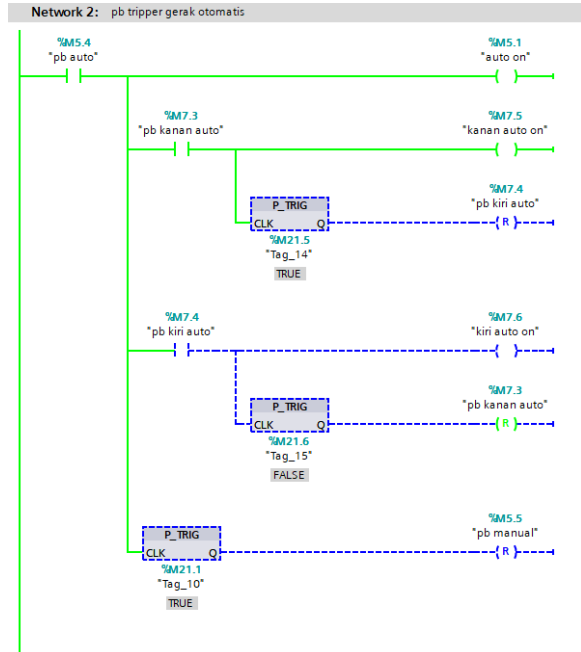 Network 2: pb tripper gerak otomatis
%M5.4
"pb auto"
%M5.1
"auto on"
%M7.3
"pb kanan auto"
%M7.5
"kanan auto on"
P_TRIG
CLK Q
%M21.5
"Tag_14"
TRUE
%M7.4
"pb kiri auto"
R
%M7.4
"pb kiri auto"
%M7.6
"kiri auto on"
P_TRIG
CLK Q
%M21.6
"Tag_15"
FALSE
%M7.3
"pb kanan auto"
R
P_TRIG
CLK Q
%M21.1
"Tag_10"
TRUE
%M5.5
"pb manual"
R